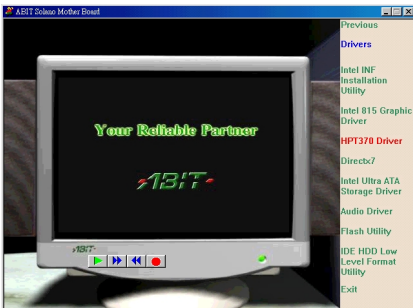 ABIT Solano Mother Board
Your Reliable Partner
ABIT
ABIT
Previous
Drivers
Intel INF
Installation
Utility
Intel 815 Graphic
Driver
HPT370 Driver
Directx7
Intel Ultra ATA
Storage Driver
Audio Driver
Flash Utility
IDE HDD Low
Level Format
Utility
Exit